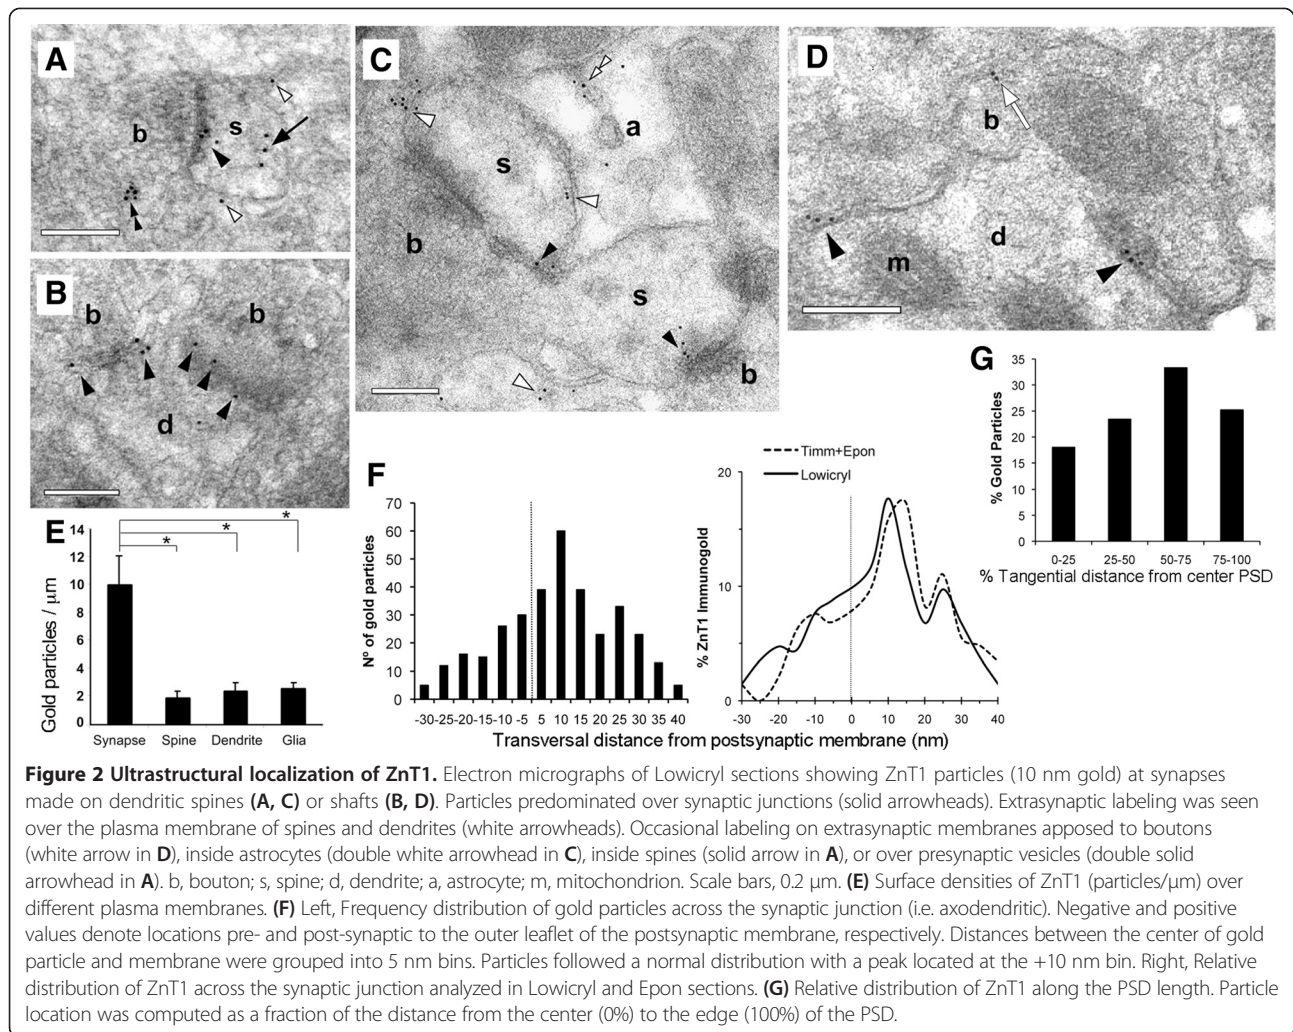 A
b
s
B
b
b
d
C
a
s
b
s
b
D
b
d
m
E
14
12
10
8
6
4
2
0
Gold particles / µm
*
*
*
Synapse Spine Dendrite Glia
F
70
60
50
40
30
20
10
0
Nº of gold particles
-30 -25 -20 -15 -10 -5 5 10 15 20 25 30 35 40
Timm+Epon
Lowicryl
20
10
0
% ZnT1 Immunogold
-30 -20 -10 0 10 20 30 40
Transversal distance from postsynaptic membrane (nm)
G
35
30
25
20
15
10
5
0
% Gold Particles
0-25 25-50 50-75 75-100
% Tangential distance from center PSD
Figure 2 Ultrastructural localization of ZnT1. Electron micrographs of Lowicryl sections showing ZnT1 particles (10 nm gold) at synapses
made on dendritic spines (A, C) or shafts (B, D). Particles predominated over synaptic junctions (solid arrowheads). Extrasynaptic labeling was seen
over the plasma membrane of spines and dendrites (white arrowheads). Occasional labeling on extrasynaptic membranes apposed to boutons
(white arrow in D), inside astrocytes (double white arrowhead in C), inside spines (solid arrow in A), or over presynaptic vesicles (double solid
arrowhead in A). b, bouton; s, spine; d, dendrite; a, astrocyte; m, mitochondrion. Scale bars, 0.2 µm. (E) Surface densities of ZnT1 (particles/µm) over
different plasma membranes. (F) Left, Frequency distribution of gold particles across the synaptic junction (i.e. axodendritic). Negative and positive
values denote locations pre- and post-synaptic to the outer leaflet of the postsynaptic membrane, respectively. Distances between the center of gold
particle and membrane were grouped into 5 nm bins. Particles followed a normal distribution with a peak located at the +10 nm bin. Right, Relative
distribution of ZnT1 across the synaptic junction analyzed in Lowicryl and Epon sections. (G) Relative distribution of ZnT1 along the PSD length. Particle
location was computed as a fraction of the distance from the center (0%) to the edge (100%) of the PSD.